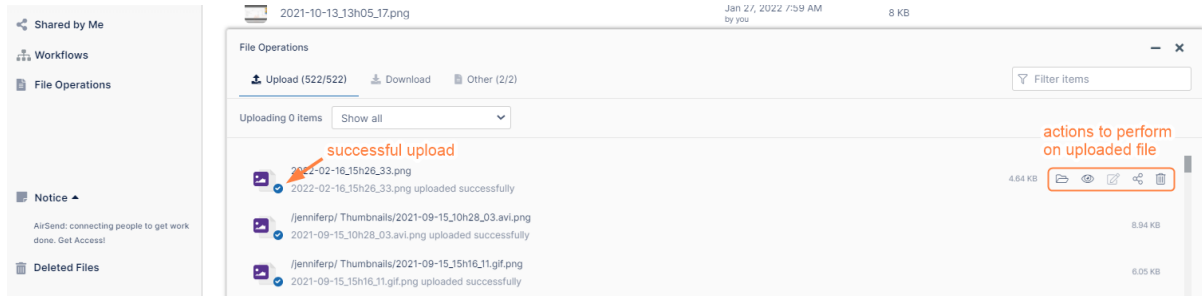 Shared by Me
Workflows
File Operations
Notice
AirSend: connecting people to get work
done. Get Access!
Deleted Files
2021-10-13_13h05_17.png
Jan 27, 2022 7:59 AM
by you
8 KB
File Operations
Upload (522/522)
Download
Other (2/2)
Filter items
Uploading 0 items
Show all
successful upload
actions to perform
on uploaded file
2022-02-16_15h26_33.png
2022-02-16_15h26_33.png uploaded successfully
4.64 KB
/jenniferp/ Thumbnails/2021-09-15_10h28_03.avi.png
2021-09-15_10h28_03.avi.png uploaded successfully
8.94 KB
/jenniferp/ Thumbnails/2021-09-15_15h16_11.gif.png
2021-09-15_15h16_11.gif.png uploaded successfully
6.05 KB